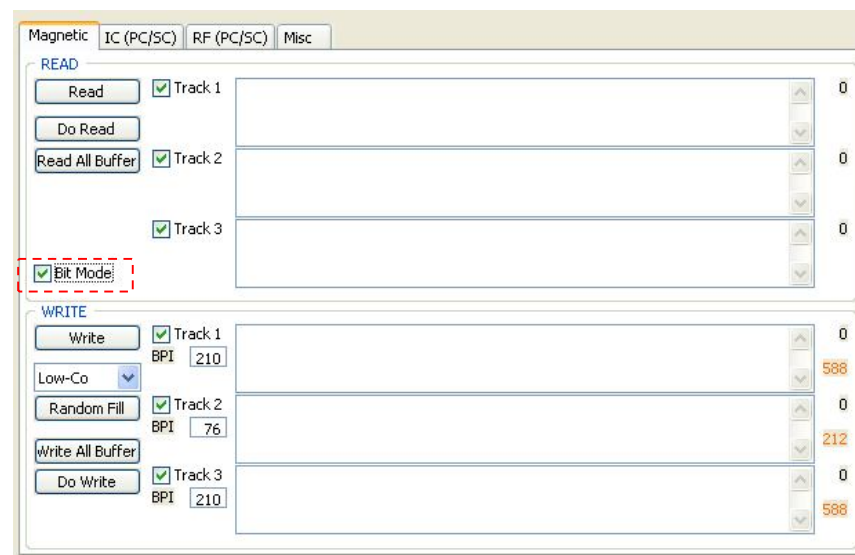 Magnetic IC (PC/SC) RF (PC/SC) Misc
READ
Read Track 1 0
Do Read
Read All Buffer Track 2 0
Track 3 0
Bit Mode
WRITE
Write Track 1 0
BPI 210
588
Low-Co
Random Fill Track 2 0
BPI 76
212
Write All Buffer
Do Write Track 3 0
BPI 210
588